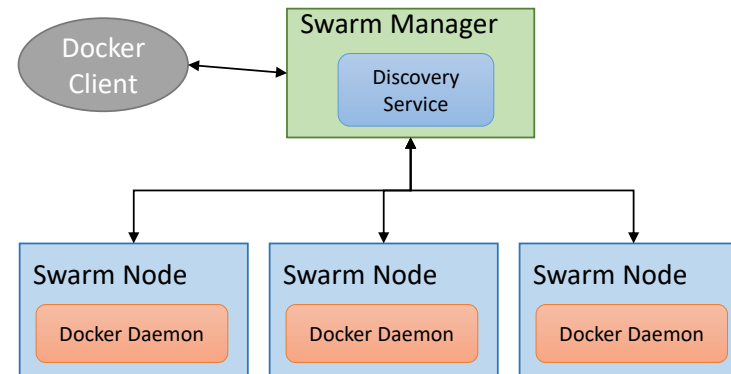 Swarm Manager
Docker
Client
Discovery
Service
Swarm Node
Docker Daemon
Swarm Node
Docker Daemon
Swarm Node
Docker Daemon